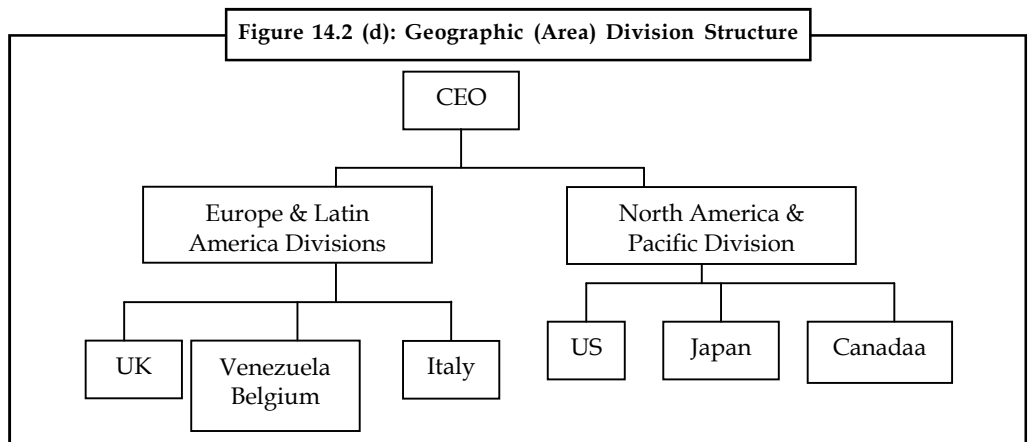 Figure 14.2 (d): Geographic (Area) Division Structure
CEO
Europe & Latin
America Divisions
North America &
Pacific Division
UK
Venezuela
Belgium
Italy
US
Japan
Canadaa